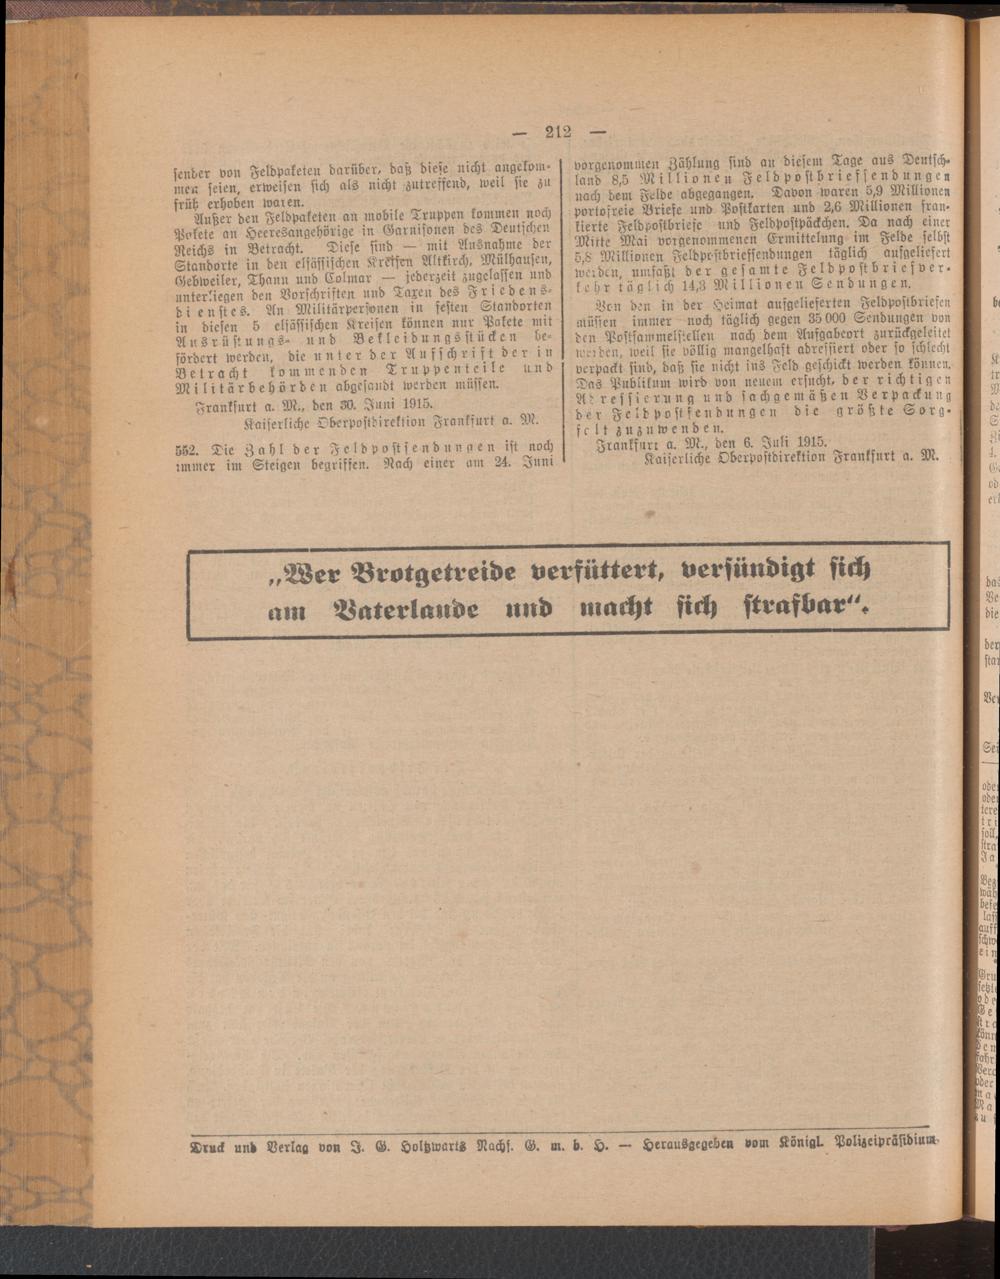 — 212 —
sender von Feldpaketen darüber, daß diese nicht angekom-
men seien, erweisen sich als nicht zutreffend, weil sie zu
früh erhoben waren.
Außer den Feldpaketen an mobile Truppen kommen noch
Pakete an Heeresangehörige in Garnisonen des Deutschen
Reichs in Betracht. Diese sind — mit Ausnahme der
Standorte in den elsässischen Kreisen Altkirch, Mülhausen,
Gebweiler, Thann und Colmar — jederzeit zugelassen und
unterliegen den Vorschriften und Taxen des Friedens-
dienstes. An Militärpersonen in festen Standorten
in diesen 5 elsässischen Kreisen können nur Pakete mit
Ausrüstungs- und Bekleidungsstücken be-
fördert werden, die unter der Aufschrift der in
Betracht kommenden Truppenteile und
Militärbehörden abgesandt werden müssen.
Frankfurt a. M., den 30. Juni 1915.
Kaiserliche Oberpostdirektion Frankfurt a. M.
552. Die Zahl der Feldpostsendungen ist noch
immer im Steigen begriffen. Nach einer am 24. Juni
vorgenommen Zählung sind an diesem Tage aus Deutsch-
land 8,5 Millionen Feldpostbriefsendungen
nach dem Felde abgegangen. Davon waren 5,9 Millionen
portofreie Briefe und Postkarten und 2,6 Millionen fran-
kierte Feldpostbriefe und Feldpostpäckchen. Da nach einer
Mitte Mai vorgenommenen Ermittelung im Felde selbst
5,8 Millionen Feldpostbriefsendungen täglich aufgeliefert
werden, umfaßt der gesamte Feldpostbriefver-
kehr täglich 14,3 Millionen Sendungen.
Von den in der Heimat aufgelieferten Feldpostbriefen
müssen immer noch täglich gegen 35 000 Sendungen von
den Postsammelstellen nach dem Aufgabeort zurückgeleitet
werden, weil sie völlig mangelhaft adressiert oder so schlecht
verpackt sind, daß sie nicht ins Feld geschickt werden können.
Das Publikum wird von neuem ersucht, der richtigen
Adressierung und sachgemäßen Verpackung
der Feldpostsendungen die größte Sorg-
falt zuzuwenden.
Frankfurt a. M., den 6. Juli 1915.
Kaiserliche Oberpostdirektion Frankfurt a. M.
„Wer Brotgetreide verfüttert, versündigt sich
am Vaterlande und macht sich strafbar“.
Druck und Verlag von J. G. Holtzwarts Nachf. G. m. b. H. — Herausgegeben vom Königl. Polizeipräsidium.